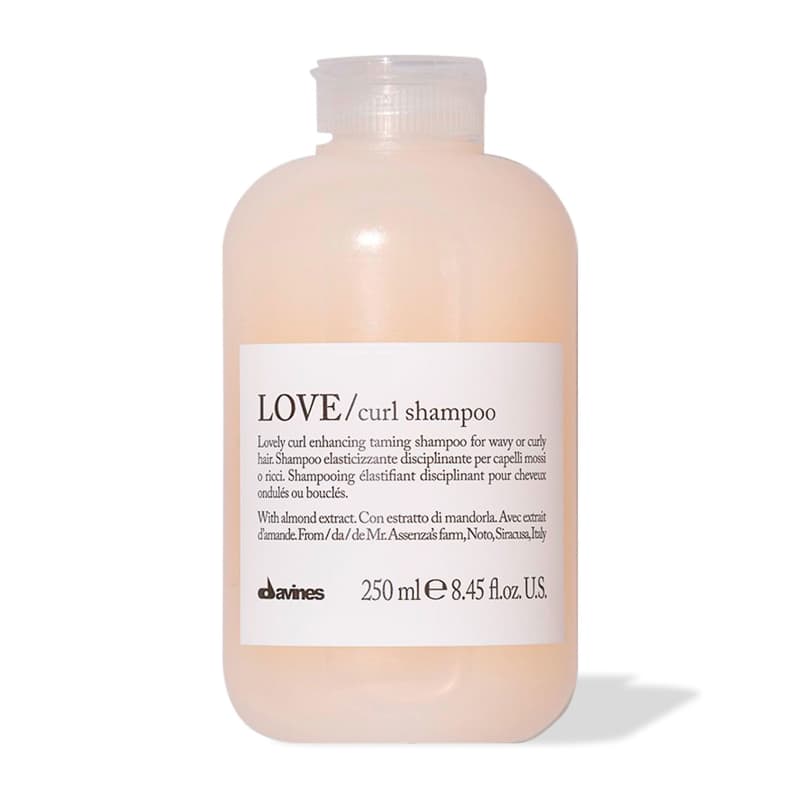 LOVE/curl shampoo
Lovely curl enhancing taming shampoo for wavy or curly
hair. Shampoo elasticizzante disciplinante per capelli mossi
o ricci. Shampooing élastifiant disciplinant pour cheveux
ondulés ou bouclés.
With almond extract. Con estratto di mandorla. Avec extrait
d'amande. From/da/de Mr. Assenza's farm, Noto, Siracusa, Italy
davines 250 ml ℮ 8.45 fl.oz. U.S.